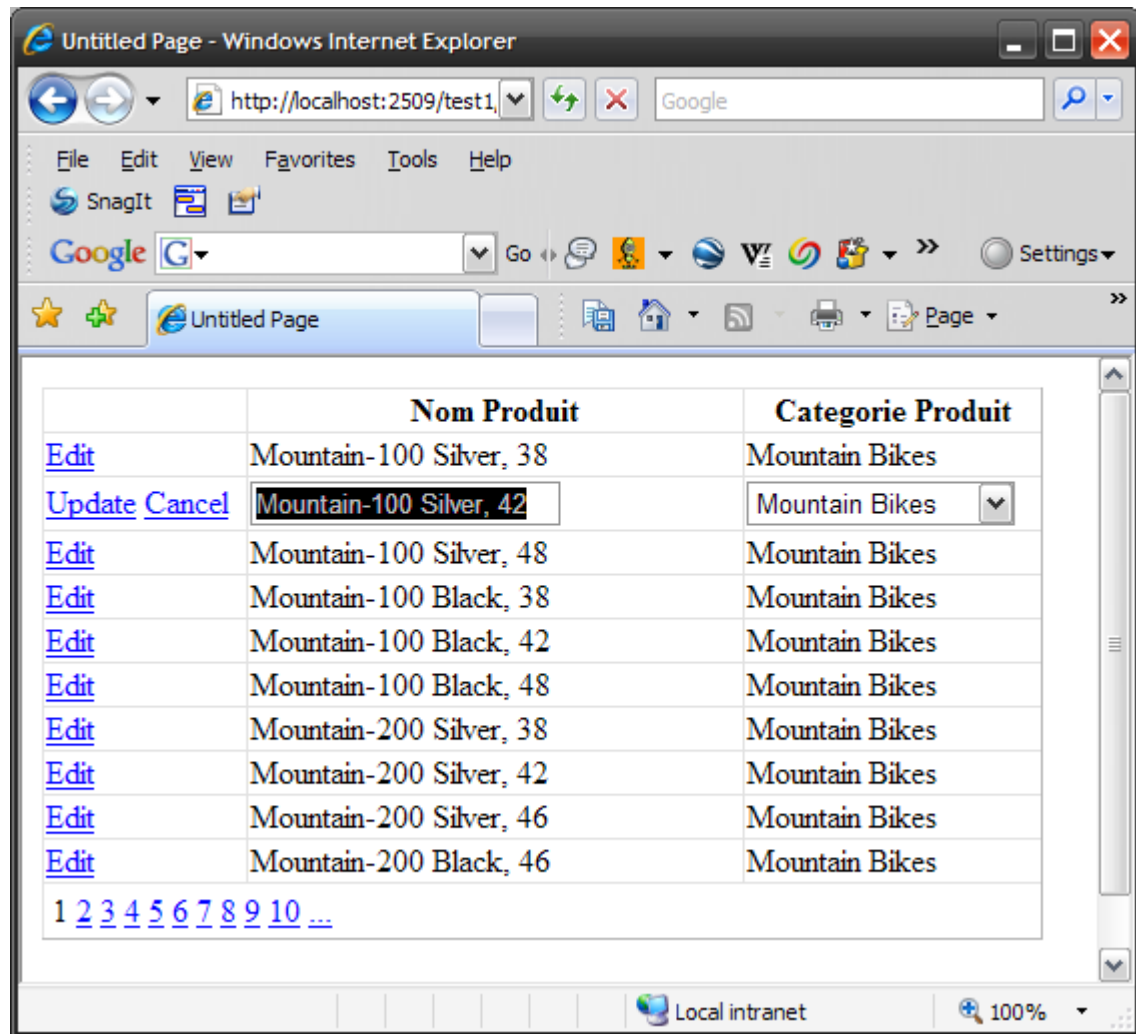 Untitled Page - Windows Internet Explorer
http://localhost:2509/test1, Google
File Edit View Favorites Tools Help
SnagIt
Google G Go Settings
Untitled Page Page
Nom Produit Categorie Produit
Edit Mountain-100 Silver, 38 Mountain Bikes
Update Cancel Mountain-100 Silver, 42 Mountain Bikes
Edit Mountain-100 Silver, 48 Mountain Bikes
Edit Mountain-100 Black, 38 Mountain Bikes
Edit Mountain-100 Black, 42 Mountain Bikes
Edit Mountain-100 Black, 48 Mountain Bikes
Edit Mountain-200 Silver, 38 Mountain Bikes
Edit Mountain-200 Silver, 42 Mountain Bikes
Edit Mountain-200 Silver, 46 Mountain Bikes
Edit Mountain-200 Black, 46 Mountain Bikes
1 2 3 4 5 6 7 8 9 10 ...
Local intranet 100%